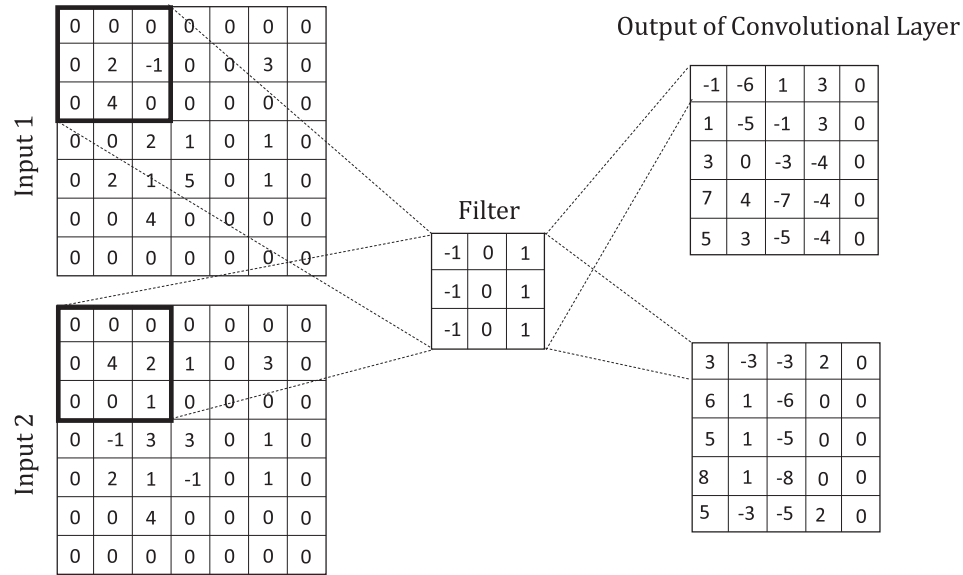 Output of Convolutional Layer
Input 1
0 0 0 0 0 0 0
0 2 -1 0 0 3 0
0 4 0 0 0 0 0
0 0 2 1 0 1 0
0 2 1 5 0 1 0
0 0 4 0 0 0 0
0 0 0 0 0 0 0
Input 2
0 0 0 0 0 0 0
0 4 2 1 0 3 0
0 0 1 0 0 0 0
0 -1 3 3 0 1 0
0 2 1 -1 0 1 0
0 0 4 0 0 0 0
0 0 0 0 0 0 0
Filter
-1 0 1
-1 0 1
-1 0 1
-1 -6 1 3 0
1 -5 -1 3 0
3 0 -3 -4 0
7 4 -7 -4 0
5 3 -5 -4 0
3 -3 -3 2 0
6 1 -6 0 0
5 1 -5 0 0
8 1 -8 0 0
5 -3 -5 2 0